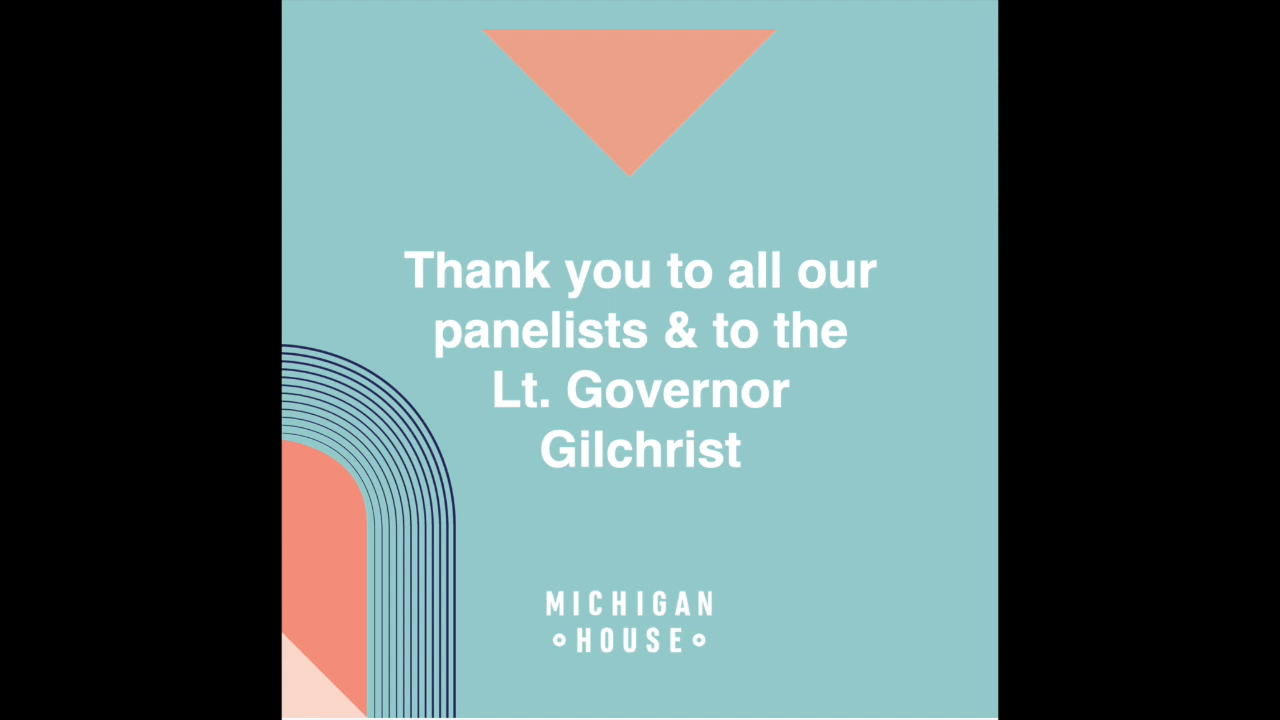 Thank you to all our
panelists & to the
Lt. Governor
Gilchrist
MICHIGAN
HOUSE